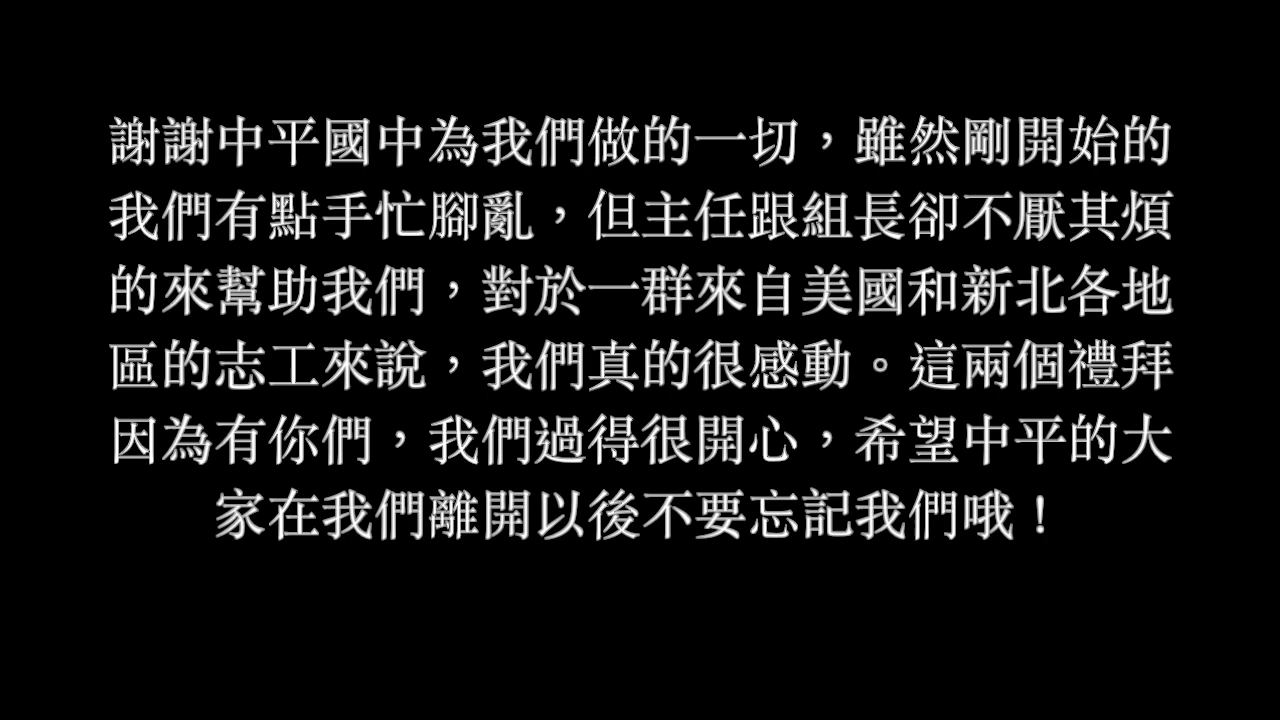 謝謝中平國中為我們做的一切，雖然剛開始的
我們有點手忙腳亂，但主任跟組長卻不厭其煩
的來幫助我們，對於一群來自美國和新北各地
區的志工來說，我們真的很感動。這兩個禮拜
因為有你們，我們過得很開心，希望中平的大
家在我們離開以後不要忘記我們哦！